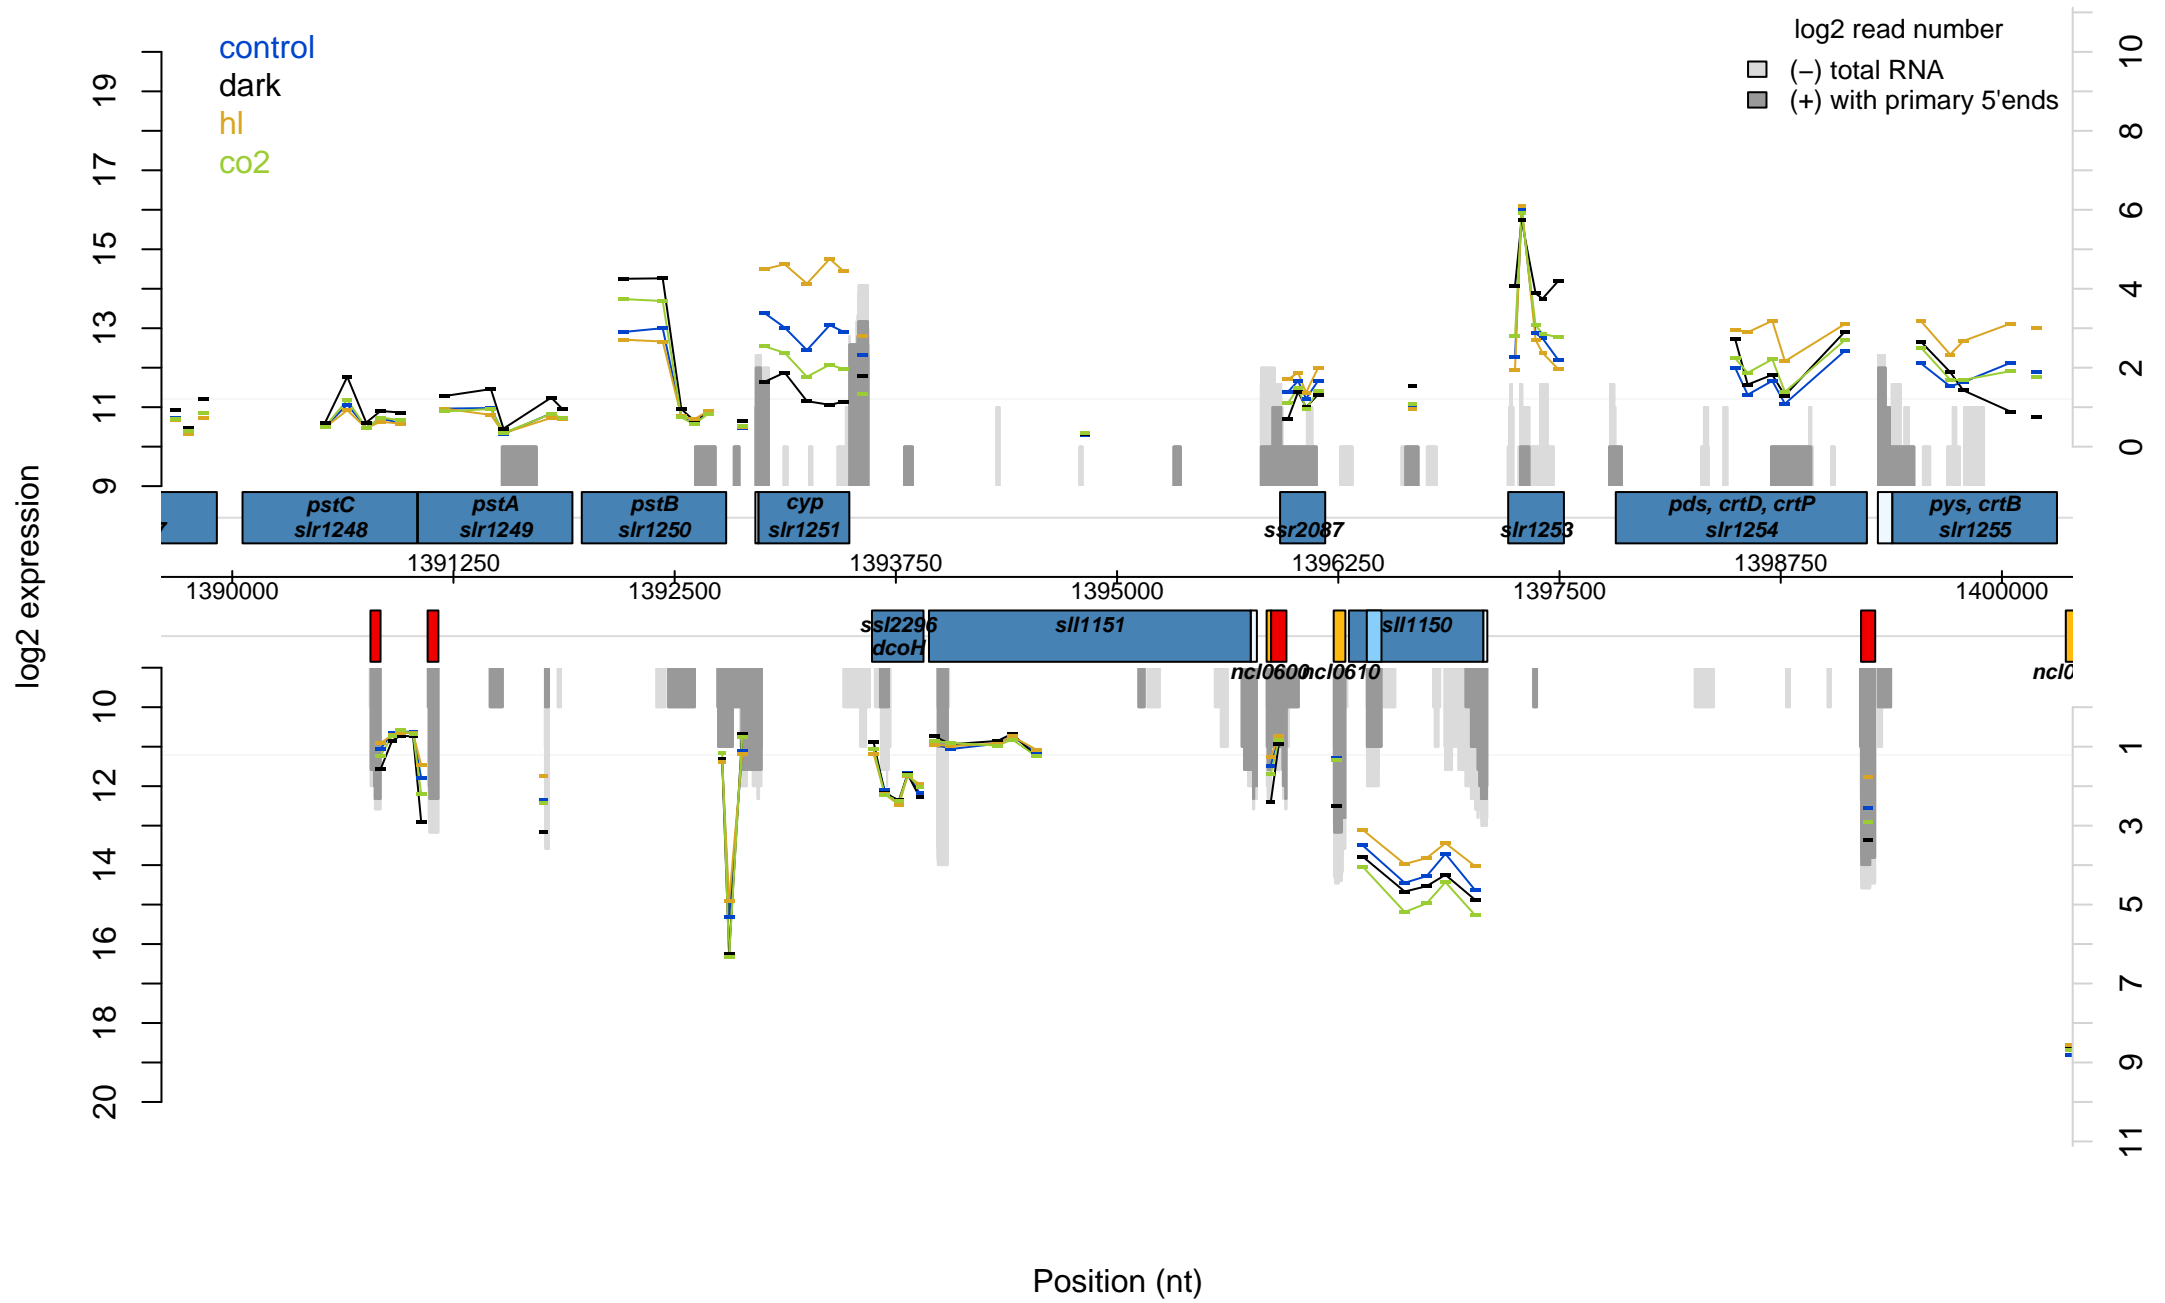 control
dark
hl
co2
log2 read number
(−) total RNA
(+) with primary 5'ends
19
17
15
13
11
9
10
8
6
4
2
0
log2 expression
7
pstC
slr1248
pstA
slr1249
pstB
slr1250
cyp
slr1251
ssr2087
slr1253
pds, crtD, crtP
slr1254
pys, crtB
slr1255
1391250
1393750
1396250
1398750
1390000
1392500
1395000
1397500
1400000
ssl2296
dcoH
sll1151
sll1150
ncl0600
ncl0610
ncl0
10
12
14
16
18
20
1
3
5
7
9
11
Position (nt)